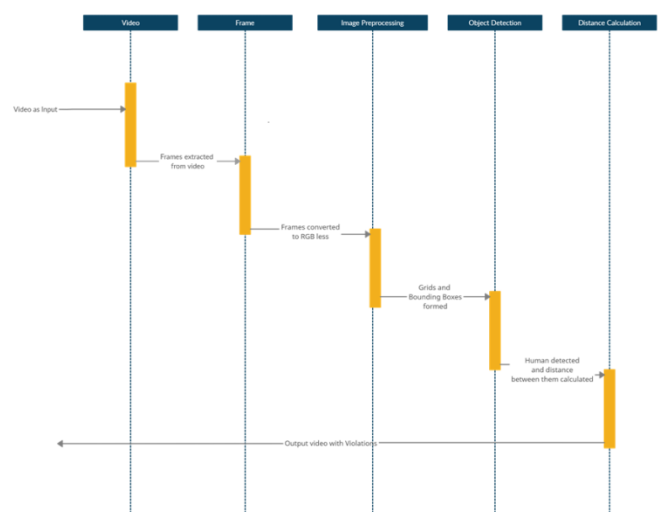 Video
Frame
Image Preprocessing
Object Detection
Distance Calculation
Video as Input
Frames extracted
from video
Frames converted
to RGB less
Grids and
Bounding Boxes
formed
Human detected
and distance
between them calculated
Output video with Violations